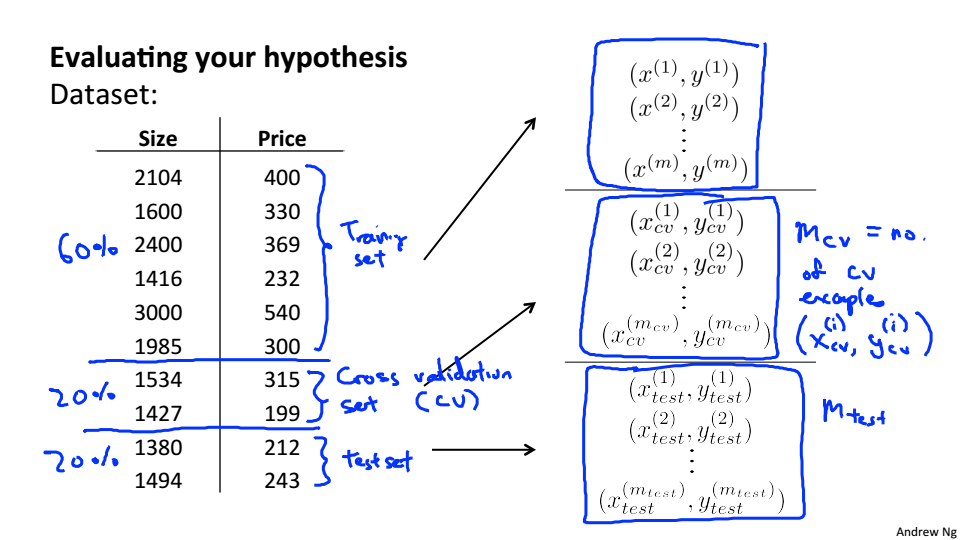 Evaluating your hypothesis
Dataset:
Size Price
2104 400
1600 330
2400 369
1416 232
3000 540
1985 300
1534 315
1427 199
1380 212
1494 243
60%
20%
20%
Training
set
Cross validation
set (CV)
test set
(x^{(1)}, y^{(1)})
(x^{(2)}, y^{(2)})
⋮
(x^{(m)}, y^{(m)})
(x_{cv}^{(1)}, y_{cv}^{(1)})
(x_{cv}^{(2)}, y_{cv}^{(2)})
⋮
(x_{cv}^{(m_{cv})}, y_{cv}^{(m_{cv})})
m_{cv} = no.
of CV
examples
(x_{cv}^{(i)}, y_{cv}^{(i)})
(x_{test}^{(1)}, y_{test}^{(1)})
(x_{test}^{(2)}, y_{test}^{(2)})
⋮
(x_{test}^{(m_{test})}, y_{test}^{(m_{test})})
m_{test}
Andrew Ng